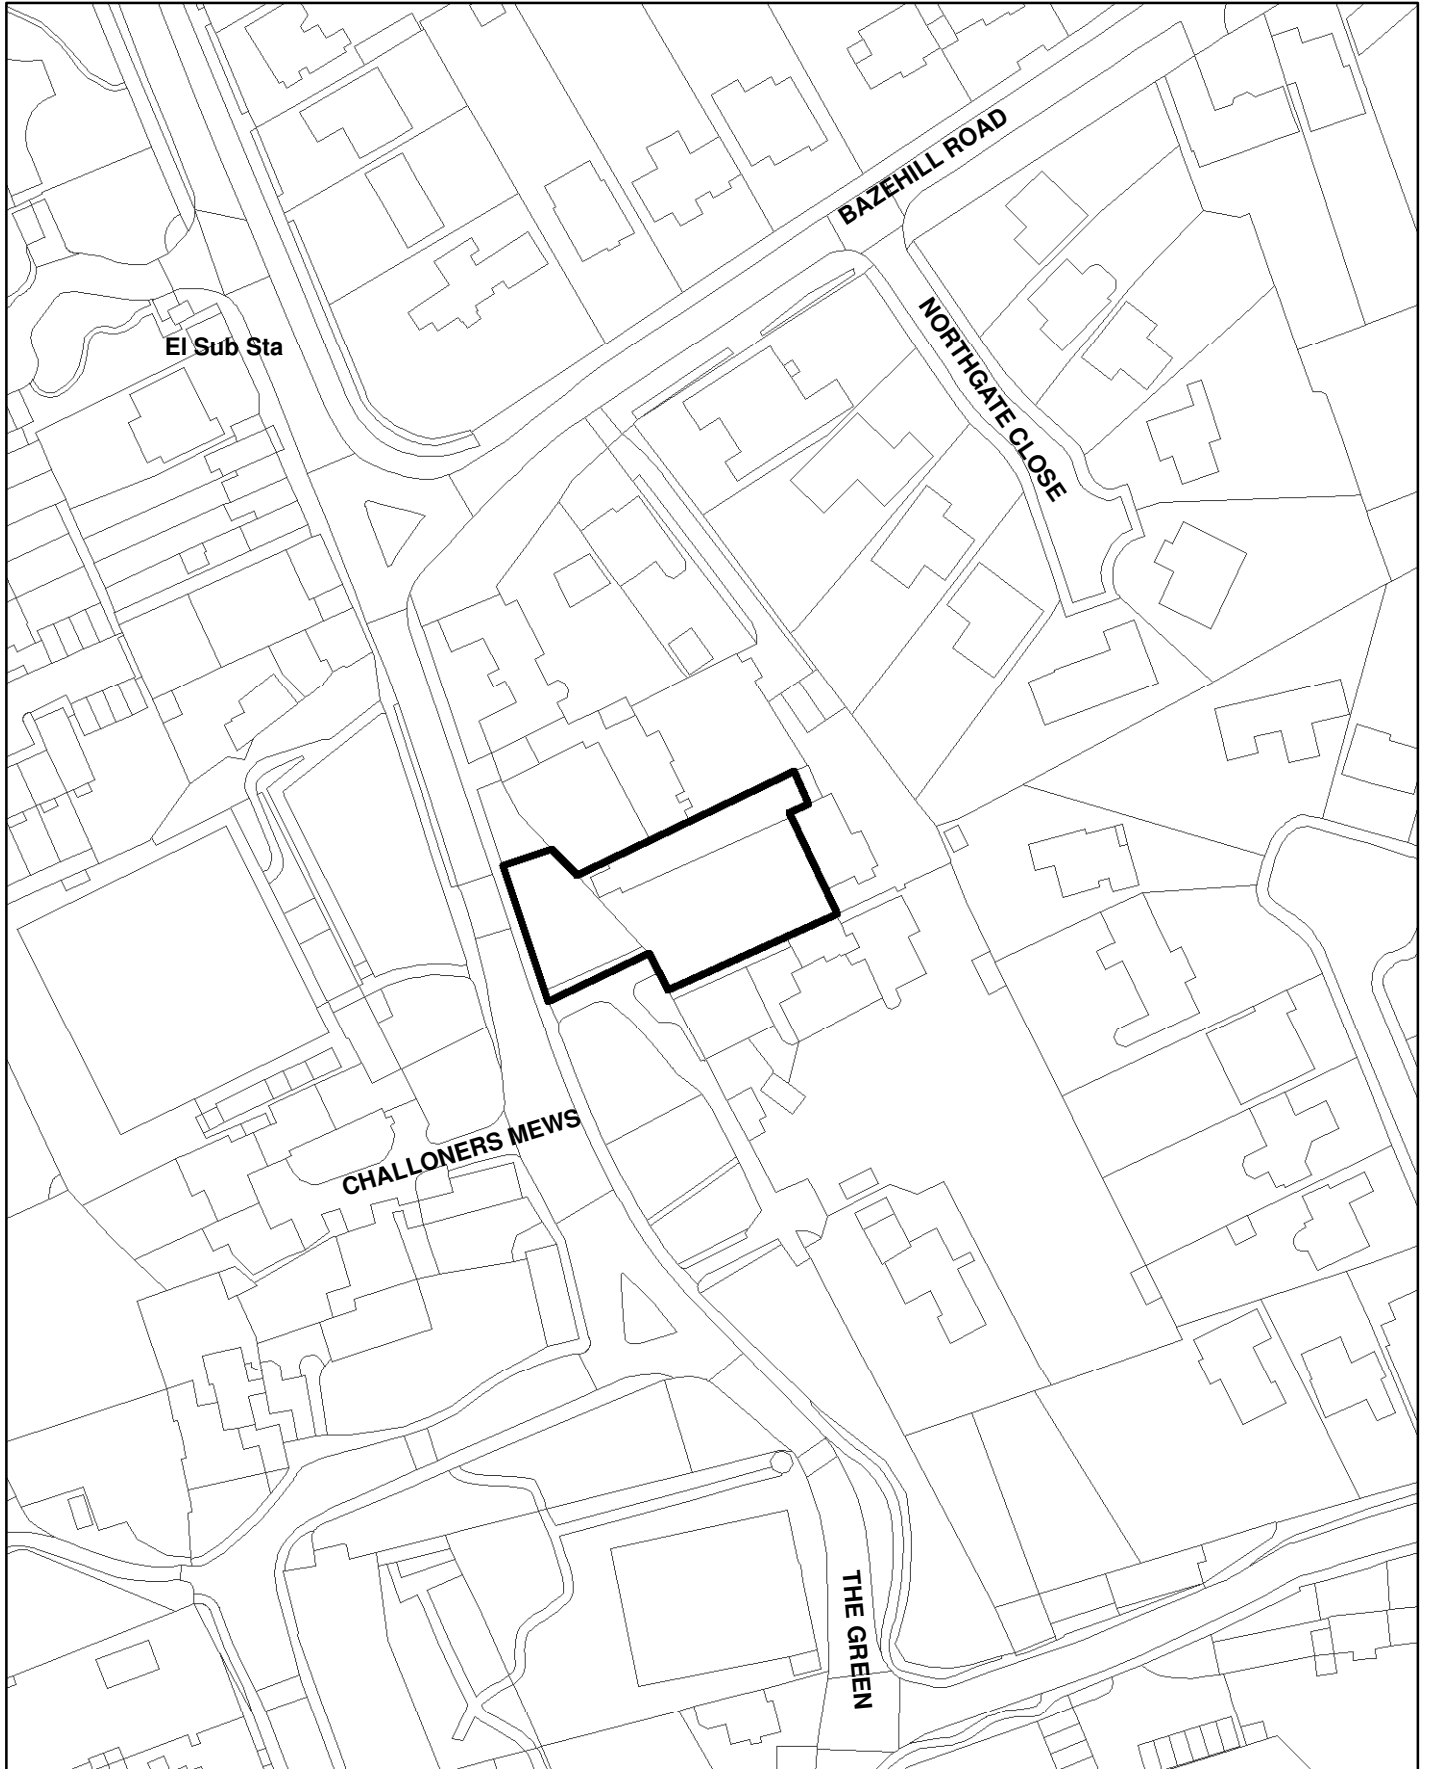 BAZEHILL ROAD
El Sub Sta
NORTHGATE CLOSE
CHALLONERS MEWS
THE GREEN